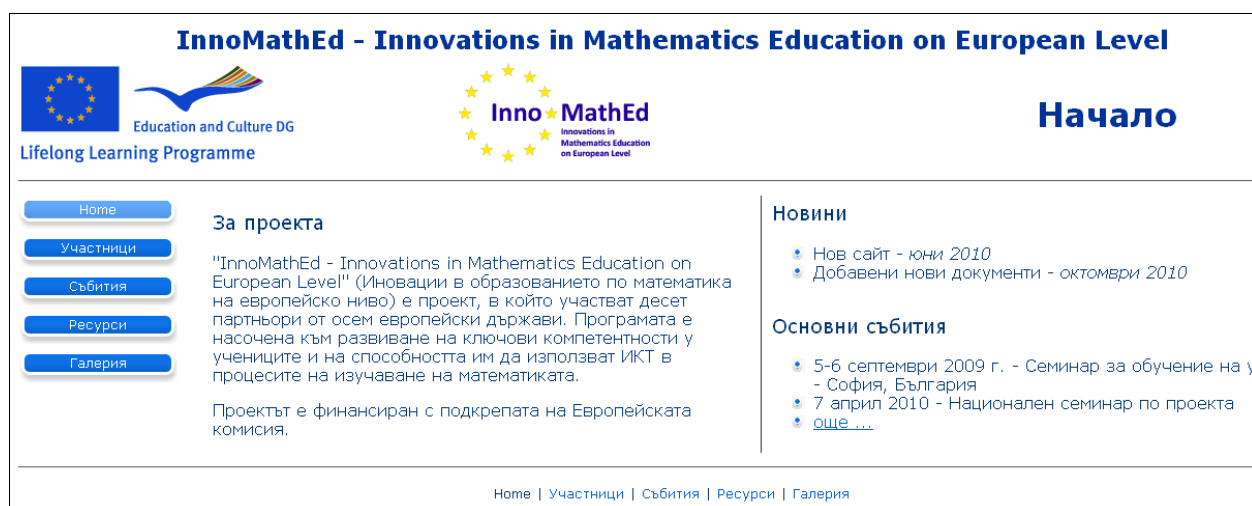 InnoMathEd - Innovations in Mathematics Education on European Level
Education and Culture DG
Lifelong Learning Programme
Inno MathEd
Innovations in
Mathematics Education
on European Level
Начало
Home
Участници
Събития
Ресурси
Галерия
За проекта
"InnoMathEd - Innovations in Mathematics Education on
European Level" (Иновации в образованието по математика
на европейско ниво) е проект, в който участват десет
партньори от осем европейски държави. Програмата е
насочена към развиване на ключови компетентности у
учениците и на способността им да използват ИКТ в
процесите на изучаване на математиката.
Проектът е финансиран с подкрепата на Европейската
комисия.
Новини
Нов сайт - юни 2010
Добавени нови документи - октомври 2010
Основни събития
5-6 септември 2009 г. - Семинар за обучение на у
- София, България
7 април 2010 - Национален семинар по проекта
още ...
Home | Участници | Събития | Ресурси | Галерия